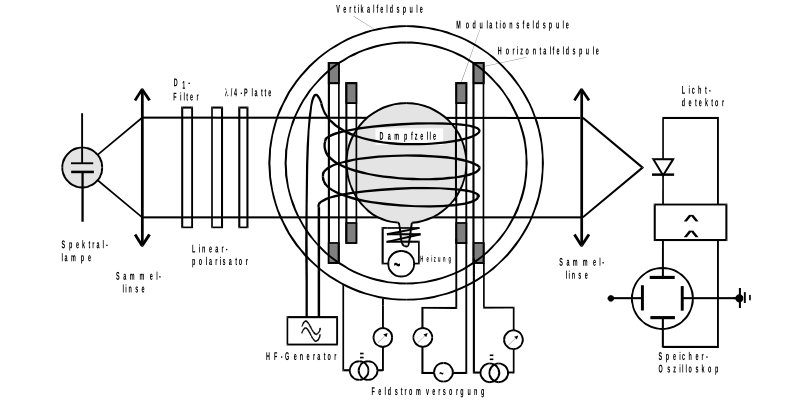 Vertikalfeldspule
Modulationsfeldspule
Horizontalfeldspule
D1-
Filter
λ/4-Platte
Licht-
detektor
Dampfzelle
Spektral-
lampe
Linear-
polarisator
Sammel-
linse
Heizung
~
Sammel-
linse
HF-Generator
=
~
=
Speicher-
Oszilloskop
Feldstromversorgung